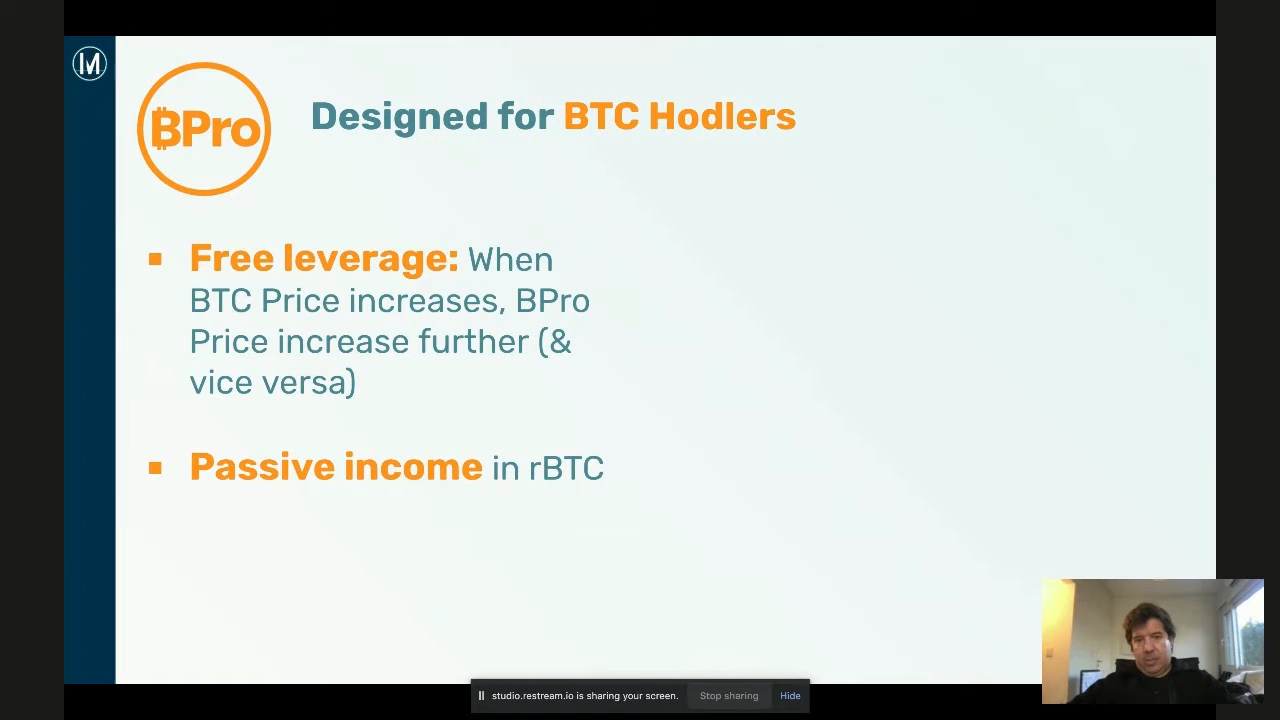 M
BPro
Designed for BTC Hodlers
Free leverage: When
BTC Price increases, BPro
Price increase further (&
vice versa)
Passive income in rBTC
studio.restream.io is sharing your screen.
Stop sharing
Hide